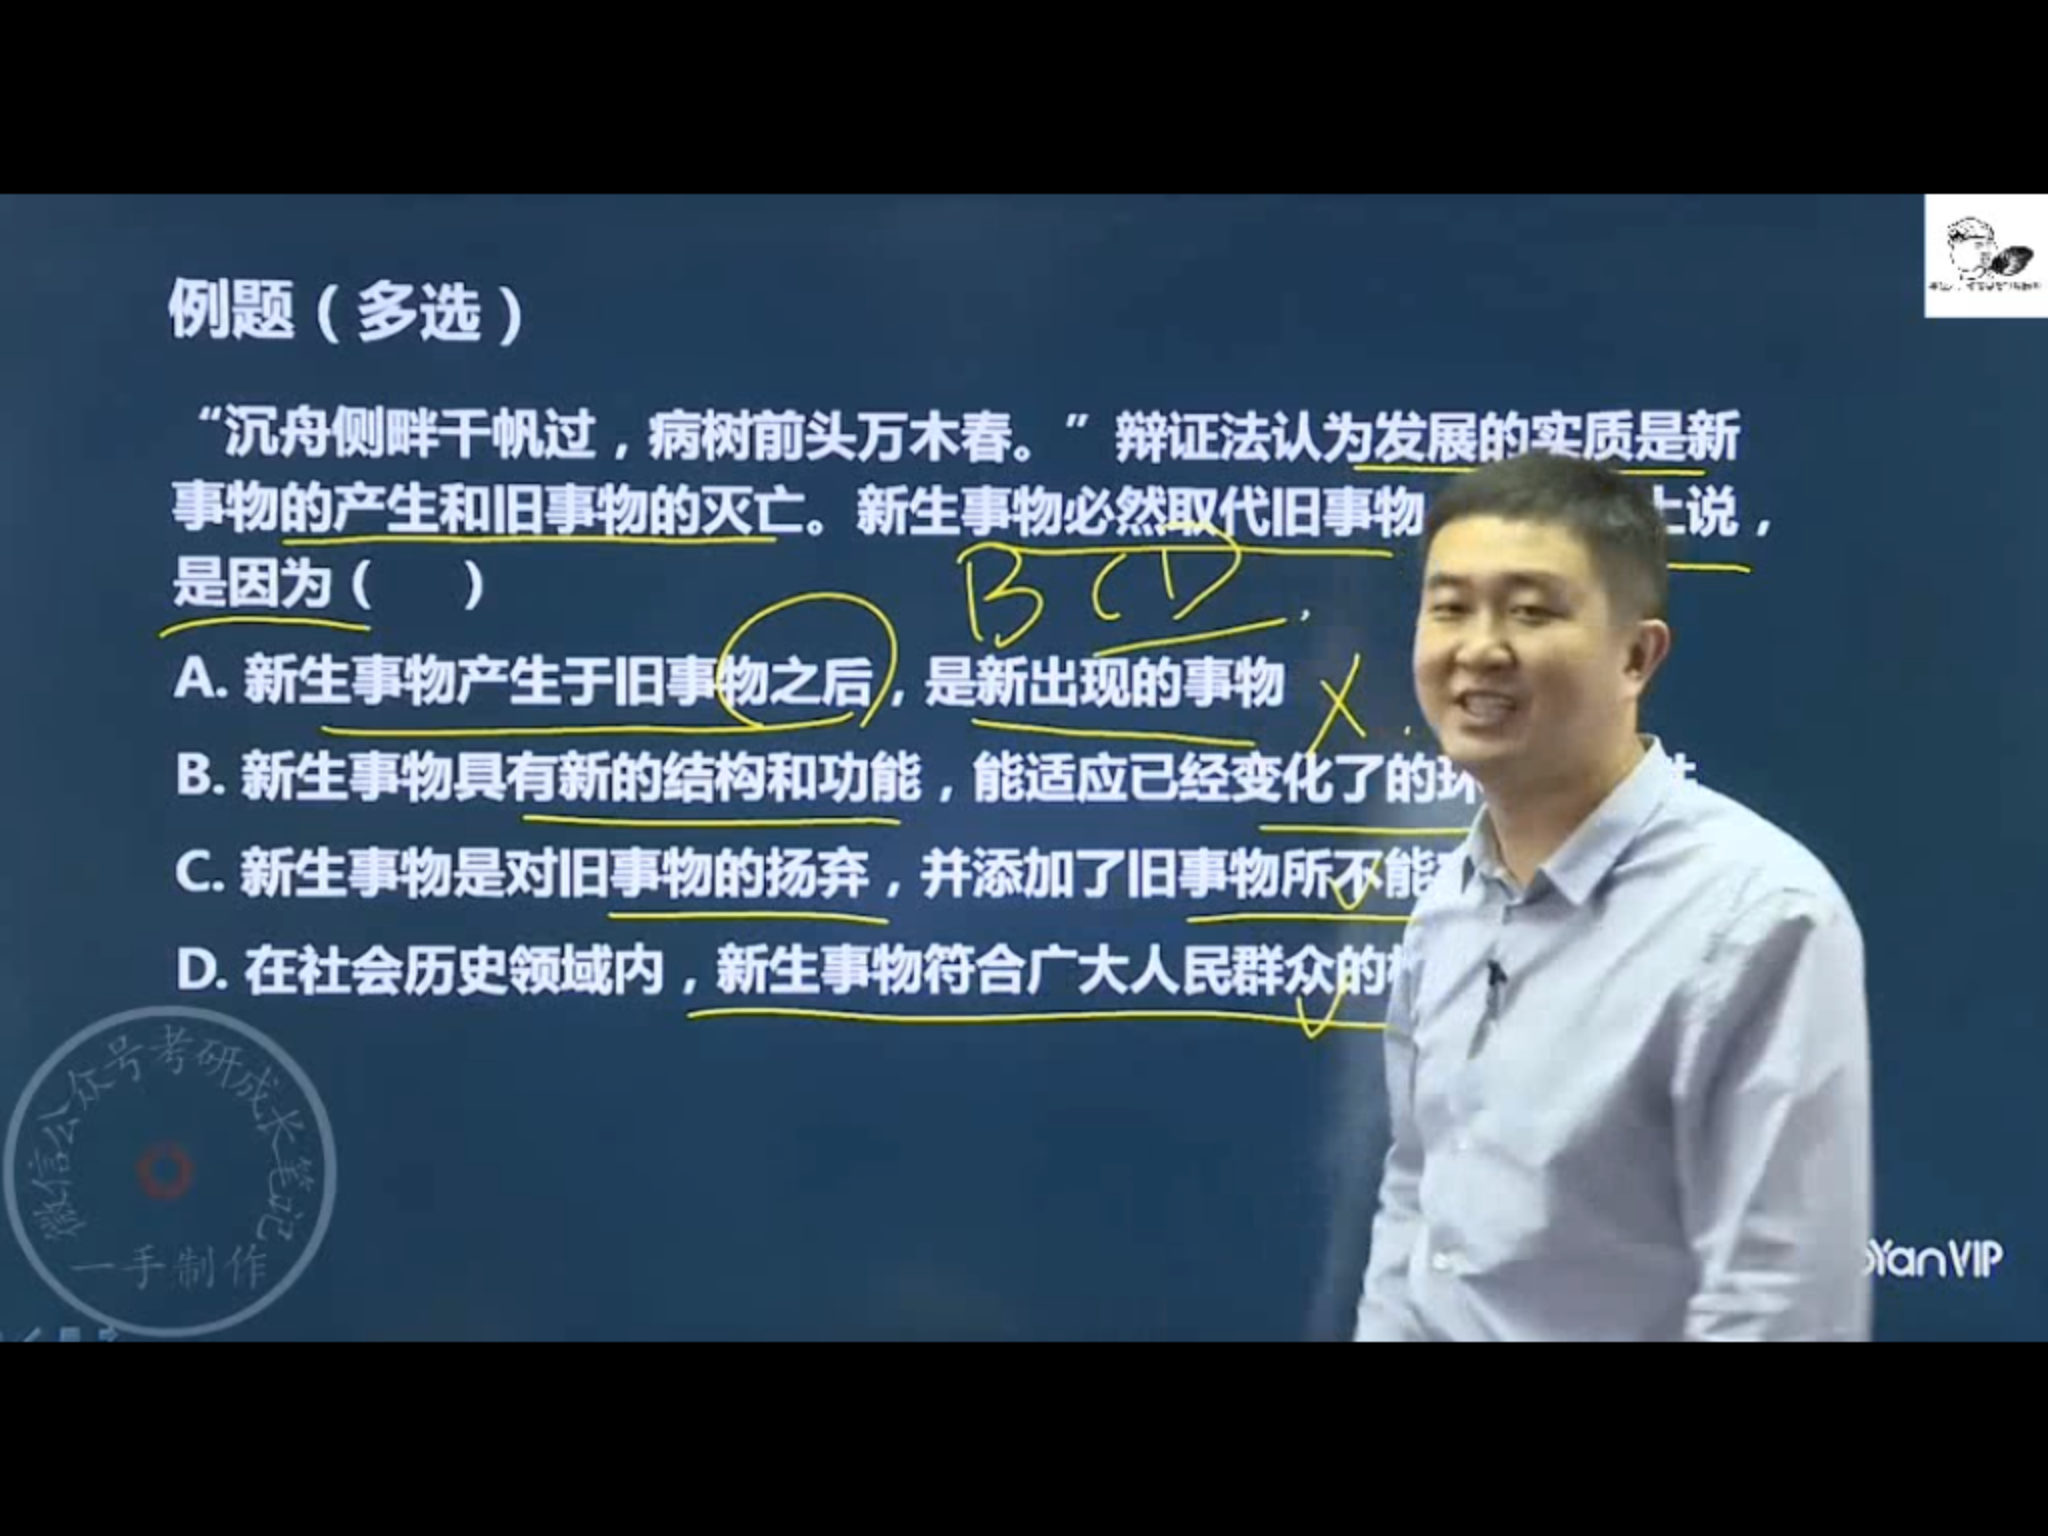 例题（多选）
“沉舟侧畔千帆过，病树前头万木春。”辩证法认为发展的实质是新
事物的产生和旧事物的灭亡。新生事物必然取代旧事物 上说，
是因为（ ）
BCD
A. 新生事物产生于旧事物之后，是新出现的事物 X
B. 新生事物具有新的结构和功能，能适应已经变化了的环
C. 新生事物是对旧事物的扬弃，并添加了旧事物所不能
D. 在社会历史领域内，新生事物符合广大人民群众的
微信公众号考研成长笔记
一手制作
YanVIP